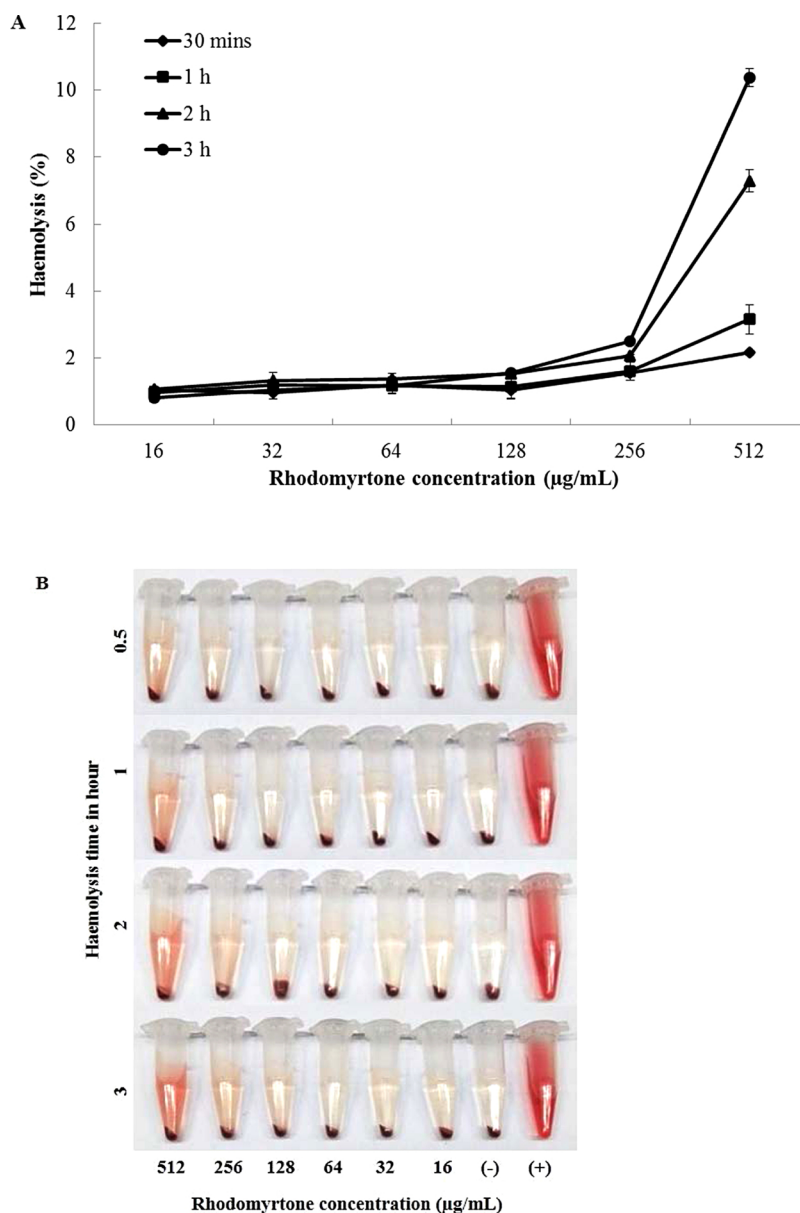 A
12
30 mins
1 h
10
2 h
3 h
8
Haemolysis (%)
6
4
2
0
16 32 64 128 256 512
Rhodomyrtone concentration (µg/mL)
B
0.5
1
Haemolysis time in hour
2
3
512 256 128 64 32 16 (-) (+)
Rhodomyrtone concentration (µg/mL)